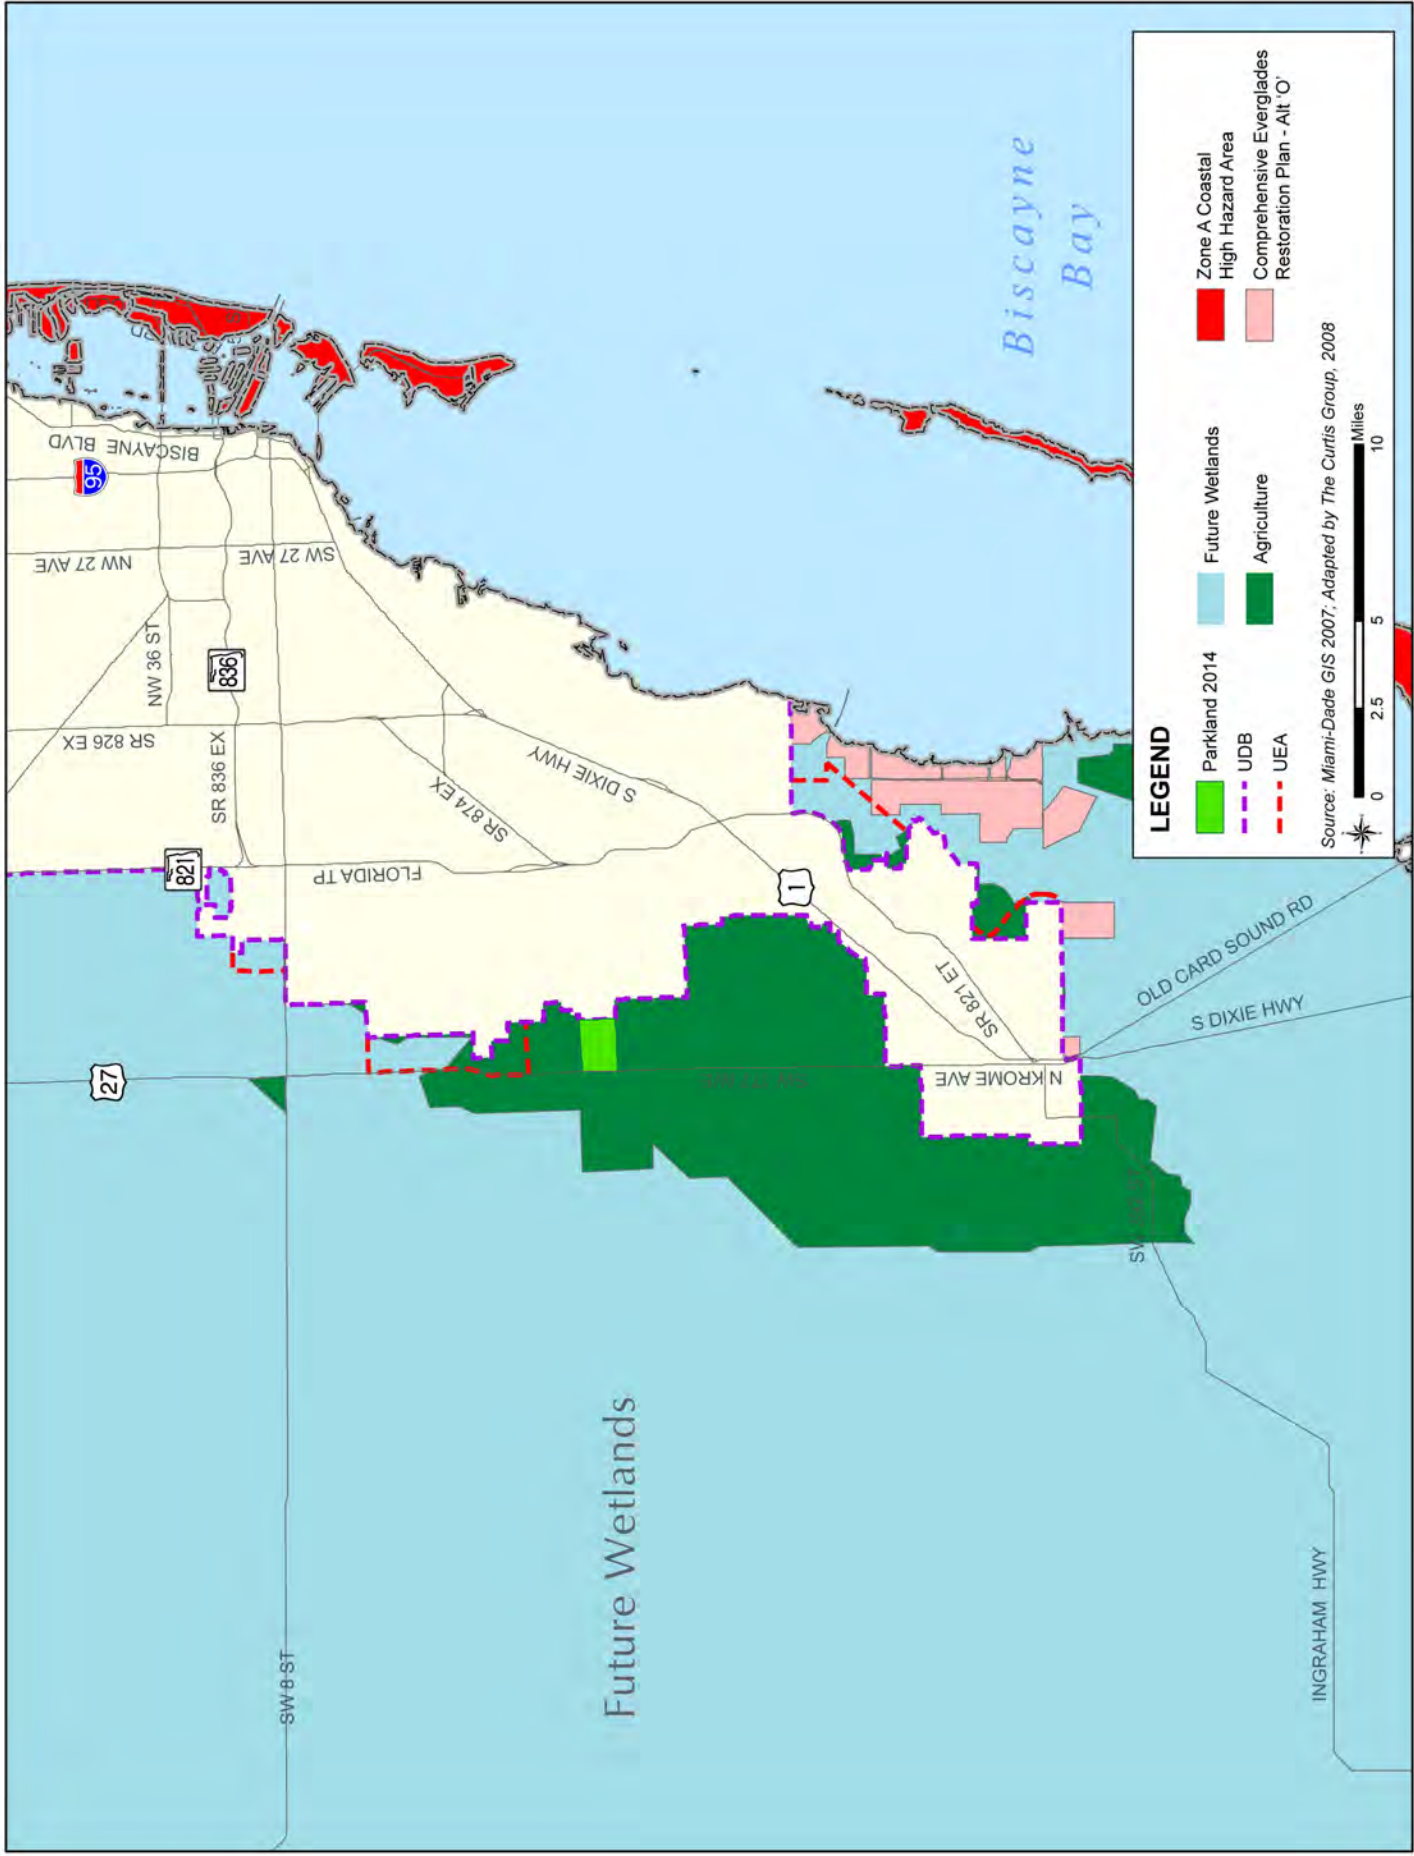 BISCAYNE BLVD
95
NW 27 AVE
SW 27 AVE
NW 36 ST
836
SR 826 EX
SR 836 EX
SR 874 EX
S DIXIE HWY
821
FLORIDA TP
1
27
SR 821 ET
N KROME AVE
OLD CARD SOUND RD
S DIXIE HWY
SW 8 ST
INGRAHAM HWY
Future Wetlands
Biscayne
Bay
LEGEND
Parkland 2014
UDB
UEA
Future Wetlands
Agriculture
Zone A Coastal
High Hazard Area
Comprehensive Everglades
Restoration Plan - Alt 'O'
Source: Miami-Dade GIS 2007; Adapted by The Curtis Group, 2008
0 2.5 5 10
Miles